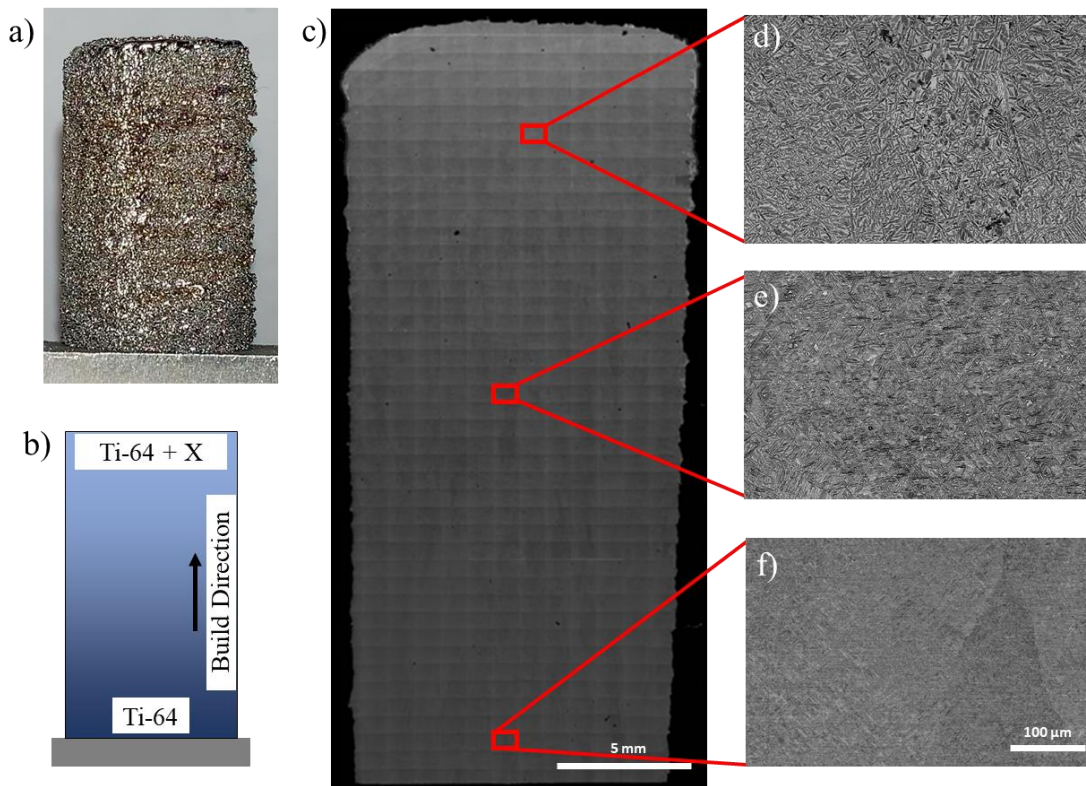 a)
b)
Ti-64 + X
Build Direction
Ti-64
c)
5 mm
d)
e)
f)
100 µm